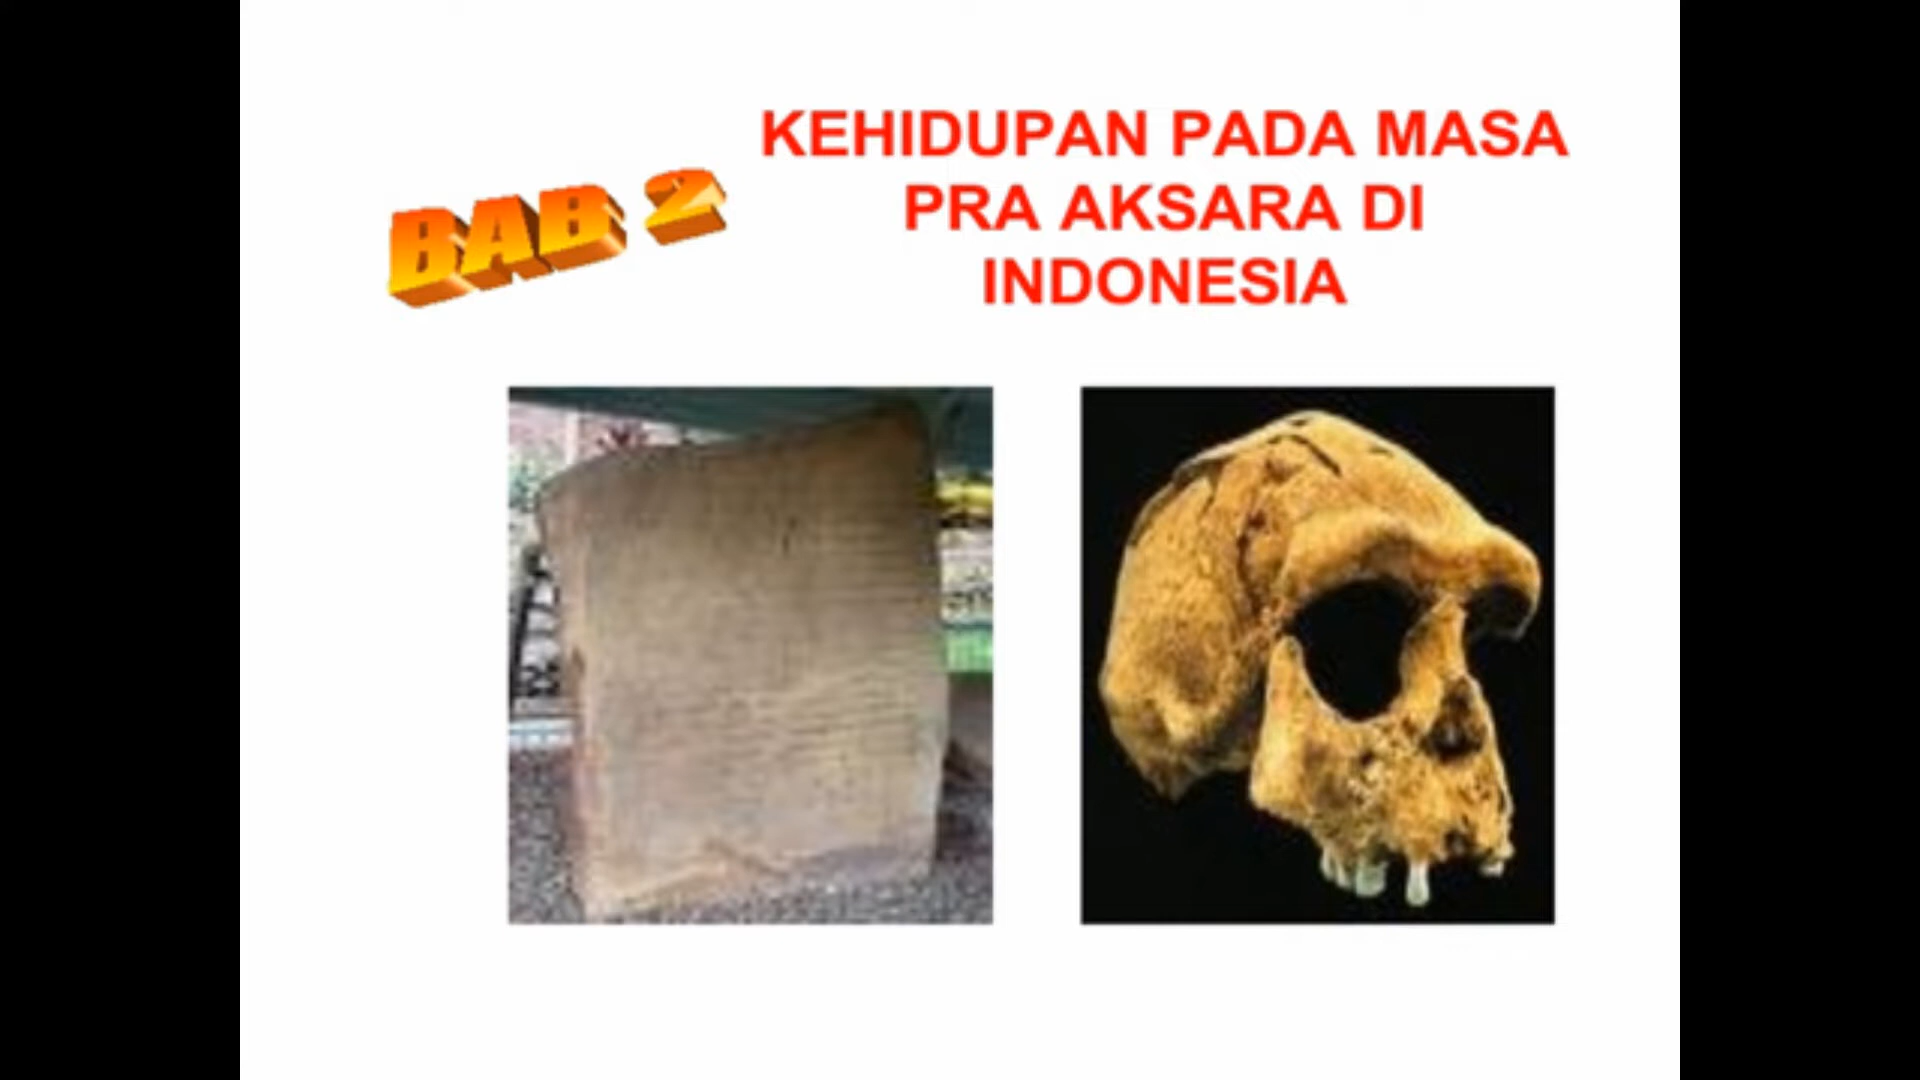 BAB 2
KEHIDUPAN PADA MASA
PRA AKSARA DI
INDONESIA